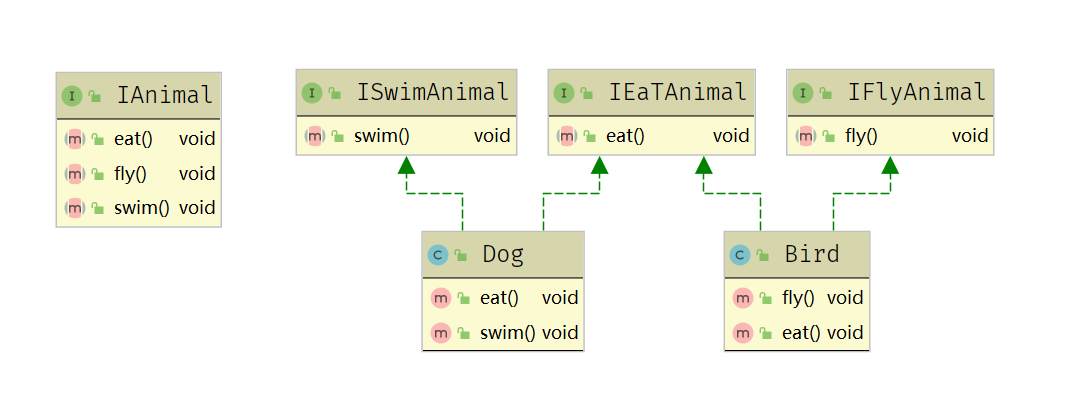 I IAnimal
m eat() void
m fly() void
m swim() void
I ISwimAnimal
m swim() void
I IEaTAnimal
m eat() void
I IFlyAnimal
m fly() void
C Dog
m eat() void
m swim() void
C Bird
m fly() void
m eat() void